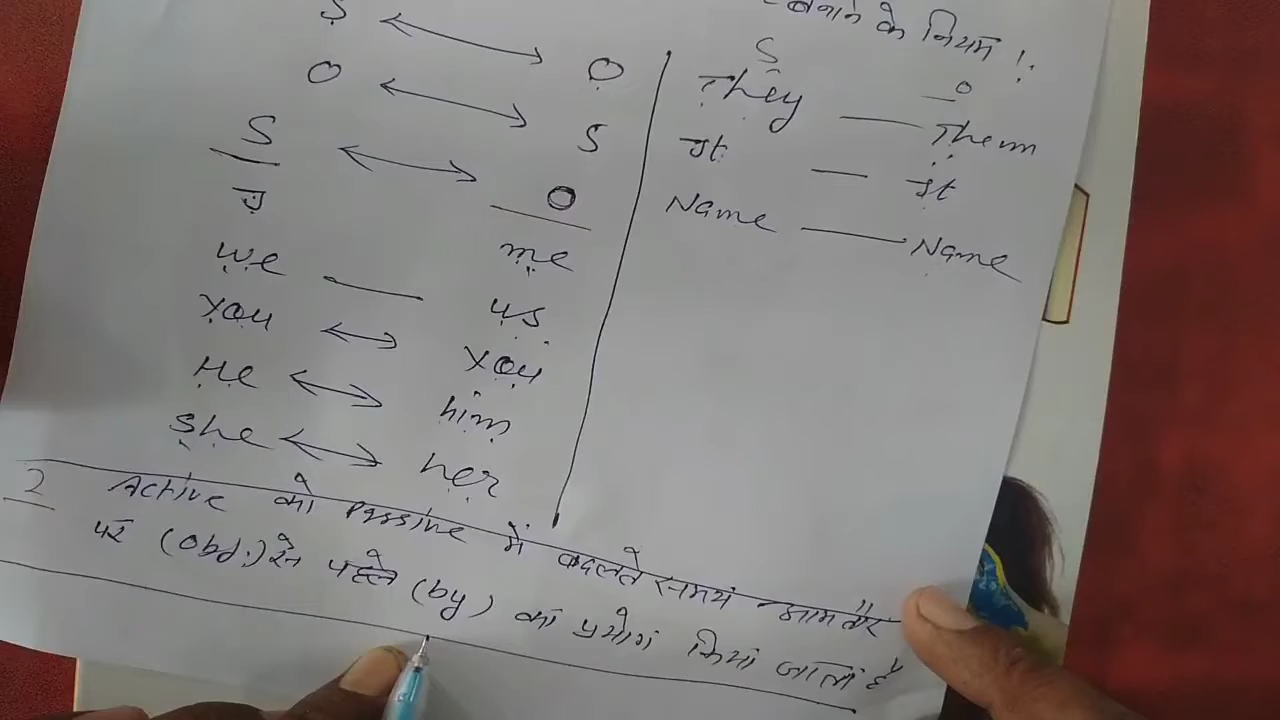 बनाने के नियम !:
S ↔ O
O ↔ S
S ↔ O
I me
we — us
You ↔ You
He ↔ him
She ↔ her
S O
They — Them
It — It
Name — Name
2 Active को Passive में बदलते समय आमतौर
पर (Obj.) से पहले (by) का प्रयोग किया जाता है